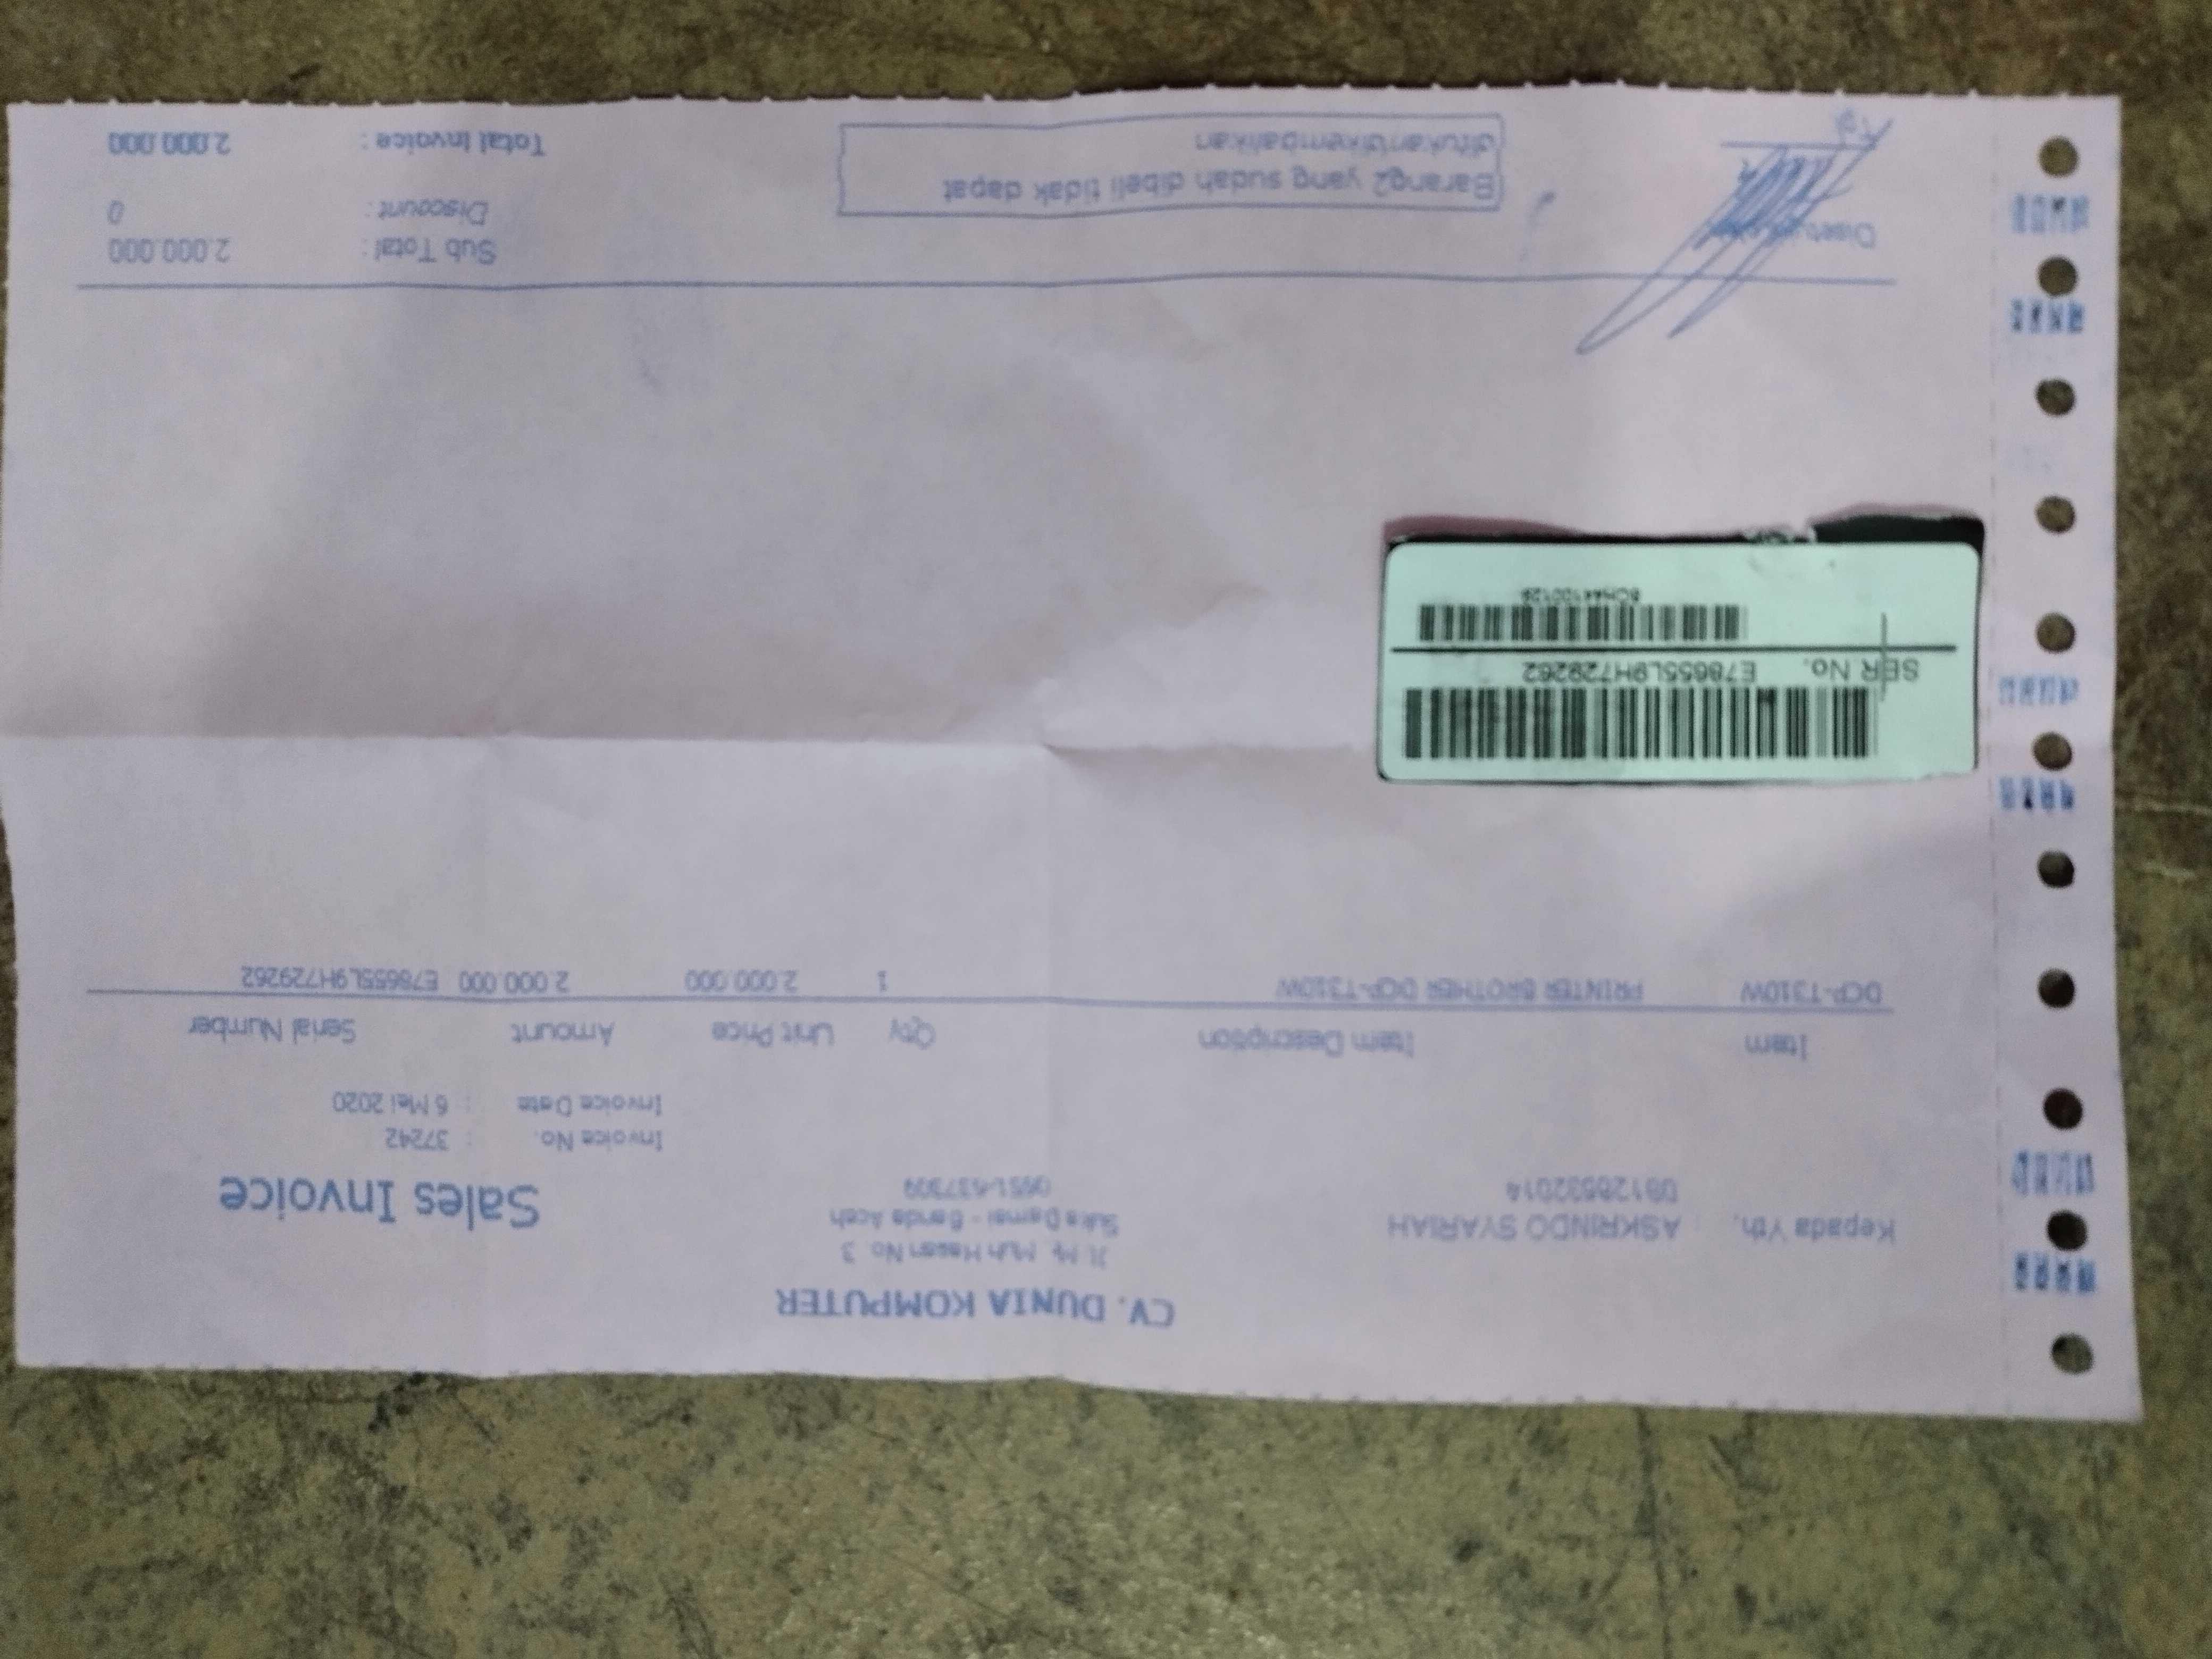 CV. DUNIA KOMPUTER
Kepada Yth, : ASKRINDO SYARIAH
08126532014
Jl. Mr. Muh Hasan No. 3
Suka Damai - Banda Aceh
0651-637309
Sales Invoice
Invoice No. : 37242
Invoice Date : 6 Mei 2020
Item Item Description Qty Unit Price Amount Serial Number
DCP-T310W PRINTER BROTHER DCP-T310W 1 2.000.000 2.000.000 E78655L9H729262
SER No. E78655L9H729262
Sub Total : 2.000.000
Discount : 0
Total Invoice : 2.000.000
Barang2 yang sudah dibeli tidak dapat
ditukar/dikembalikan
Tgl